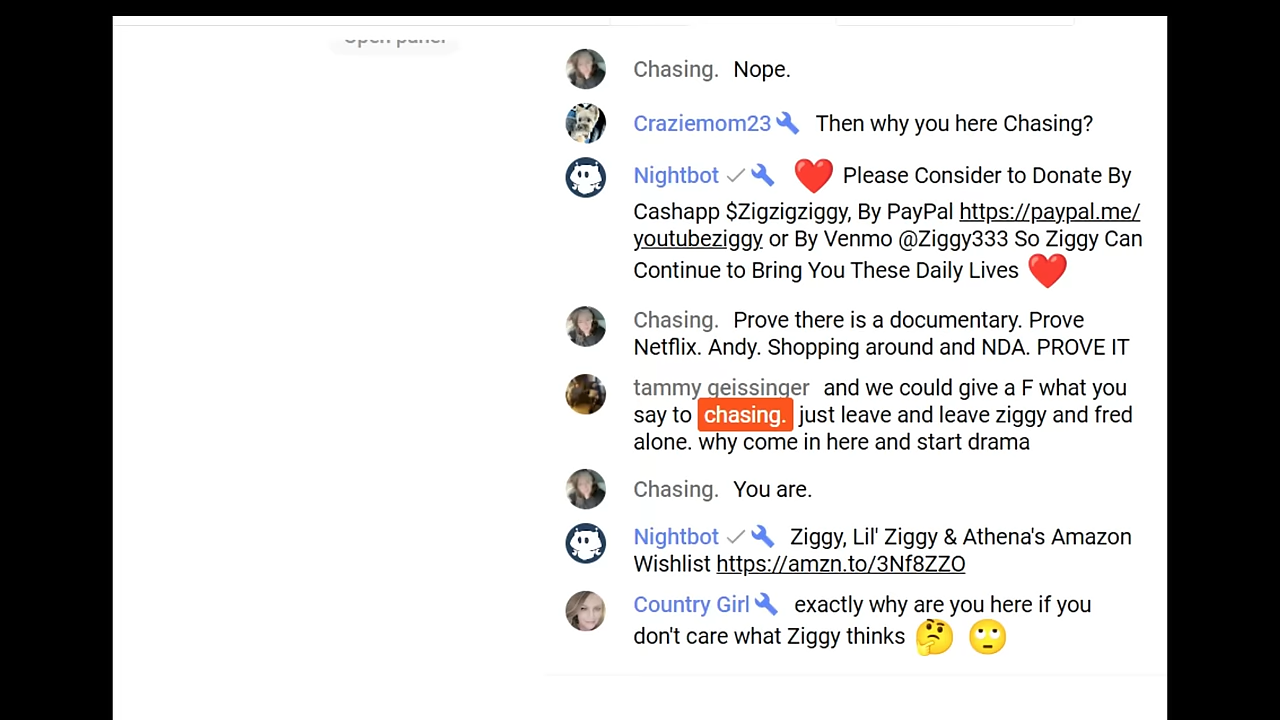 Open panel
Chasing. Nope.
Craziemom23 Then why you here Chasing?
Nightbot ❤️ Please Consider to Donate By
Cashapp $Zigzigziggy, By PayPal https://paypal.me/
youtubeziggy or By Venmo @Ziggy333 So Ziggy Can
Continue to Bring You These Daily Lives ❤️
Chasing. Prove there is a documentary. Prove
Netflix. Andy. Shopping around and NDA. PROVE IT
tammy geissinger and we could give a F what you
say to chasing. just leave and leave ziggy and fred
alone. why come in here and start drama
Chasing. You are.
Nightbot Ziggy, Lil' Ziggy & Athena's Amazon
Wishlist https://amzn.to/3Nf8ZZO
Country Girl exactly why are you here if you
don't care what Ziggy thinks 🤔 🙄